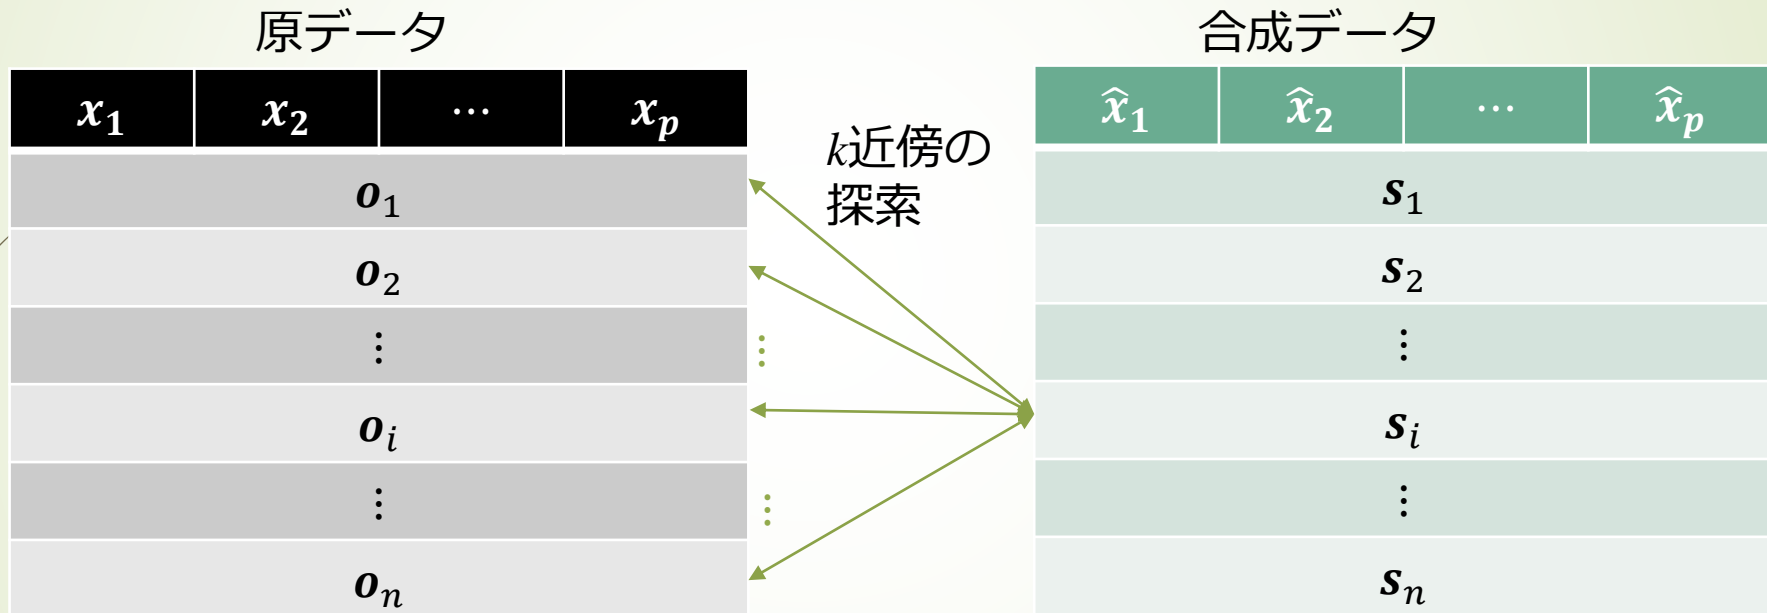 原データ
x₁ x₂ ⋯ xₚ
o₁
o₂
⋮
oᵢ
⋮
oₙ
k近傍の
探索
⋮
⋮
合成データ
x̂₁ x̂₂ ⋯ x̂ₚ
s₁
s₂
⋮
sᵢ
⋮
sₙ